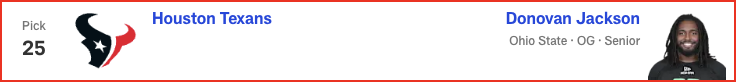 Pick
25
Houston Texans
Donovan Jackson
Ohio State · OG · Senior